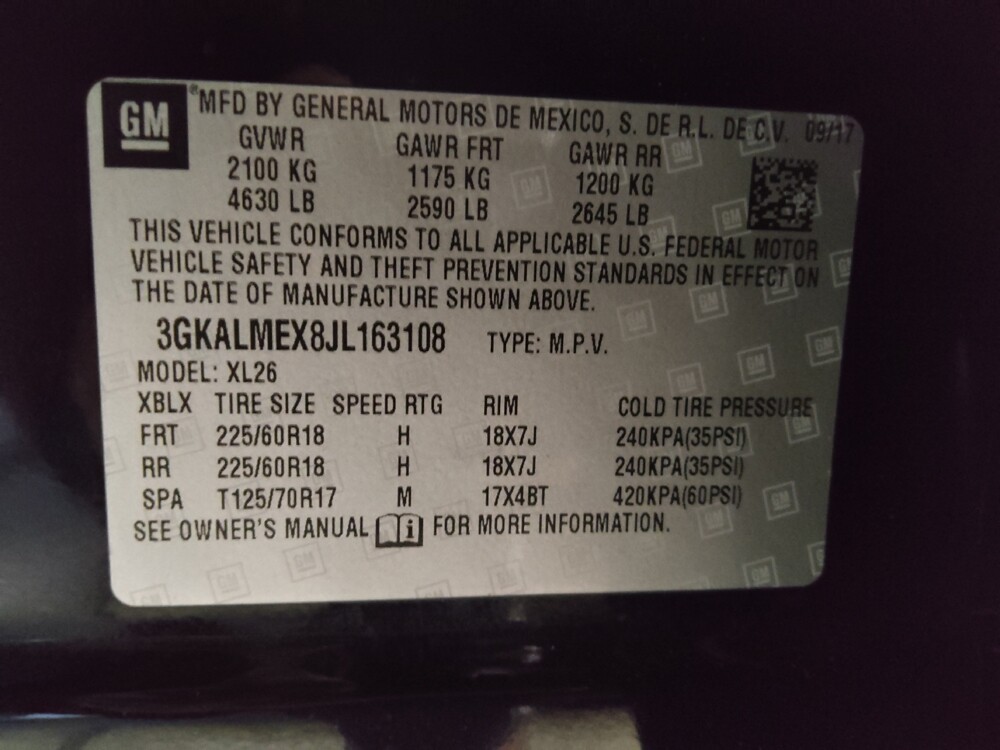 GM
®MFD BY GENERAL MOTORS DE MEXICO, S. DE R.L. DE C.V. 09/17
GVWR GAWR FRT GAWR RR
2100 KG 1175 KG 1200 KG
4630 LB 2590 LB 2645 LB
THIS VEHICLE CONFORMS TO ALL APPLICABLE U.S. FEDERAL MOTOR
VEHICLE SAFETY AND THEFT PREVENTION STANDARDS IN EFFECT ON
THE DATE OF MANUFACTURE SHOWN ABOVE.
3GKALMEX8JL163108 TYPE: M.P.V.
MODEL: XL26
XBLX TIRE SIZE SPEED RTG RIM COLD TIRE PRESSURE
FRT 225/60R18 H 18X7J 240KPA(35PSI)
RR 225/60R18 H 18X7J 240KPA(35PSI)
SPA T125/70R17 M 17X4BT 420KPA(60PSI)
SEE OWNER'S MANUAL i FOR MORE INFORMATION.